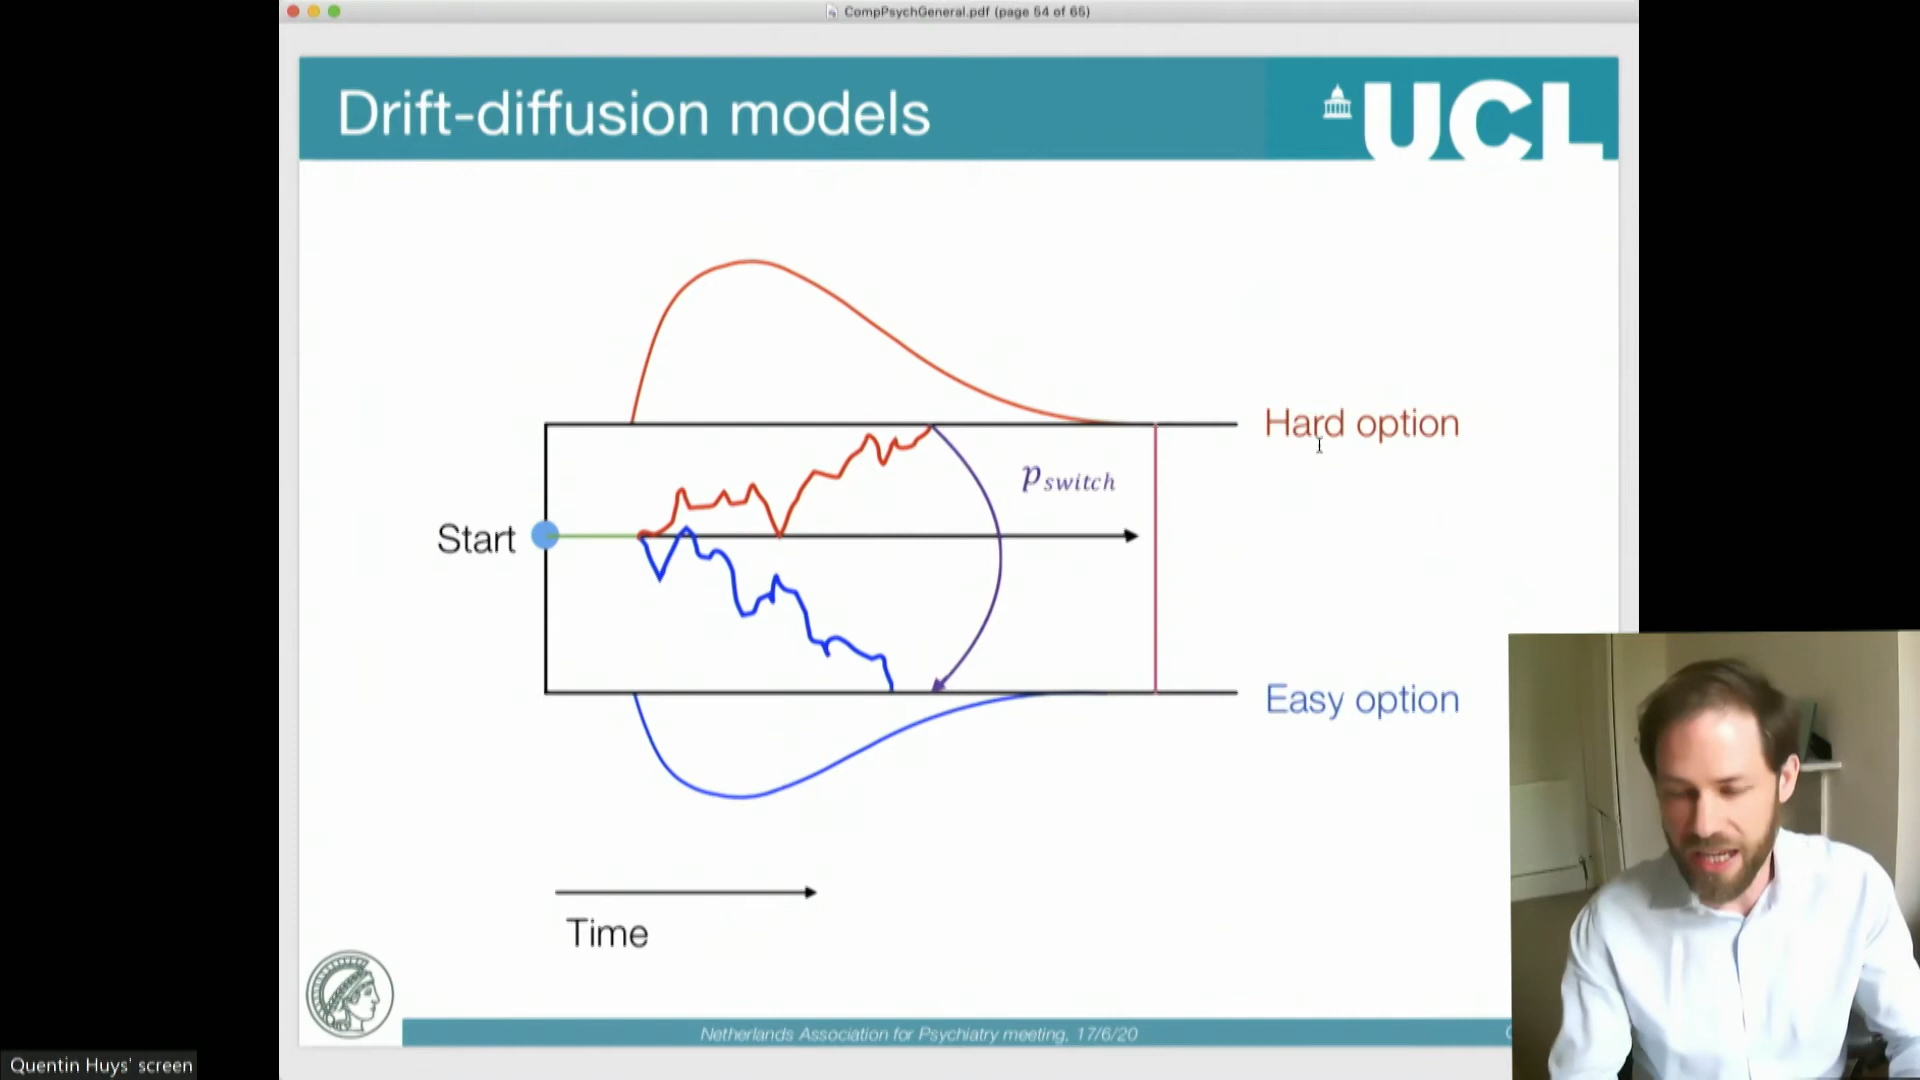 CompPsychGeneral.pdf (page 54 of 65)
Drift-diffusion models
UCL
Hard option
p switch
Start
Easy option
Time
Netherlands Association for Psychiatry meeting, 17/6/20
Quentin Huys' screen